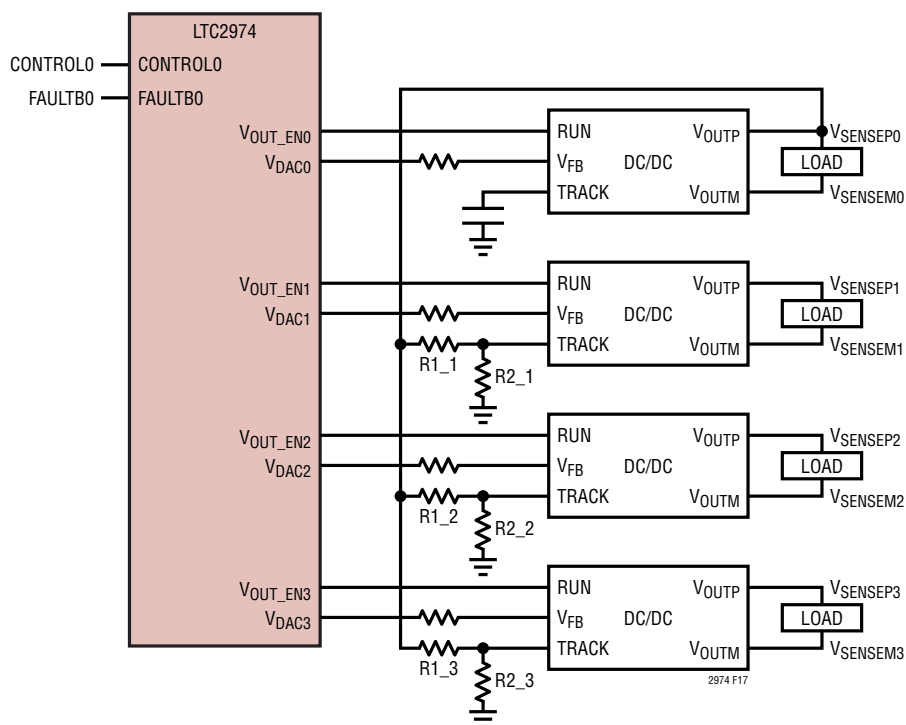 LTC2974
CONTROL0
CONTROL0
FAULTB0
FAULTB0
VOUT_EN0
RUN
VOUTP
VSENSEP0
VDAC0
VFB
DC/DC
LOAD
TRACK
VOUTM
VSENSEM0
VOUT_EN1
RUN
VOUTP
VSENSEP1
VDAC1
VFB
DC/DC
LOAD
TRACK
VOUTM
VSENSEM1
R1_1
R2_1
VOUT_EN2
RUN
VOUTP
VSENSEP2
VDAC2
VFB
DC/DC
LOAD
TRACK
VOUTM
VSENSEM2
R1_2
R2_2
VOUT_EN3
RUN
VOUTP
VSENSEP3
VDAC3
VFB
DC/DC
LOAD
TRACK
VOUTM
VSENSEM3
R1_3
R2_3
2974 F17